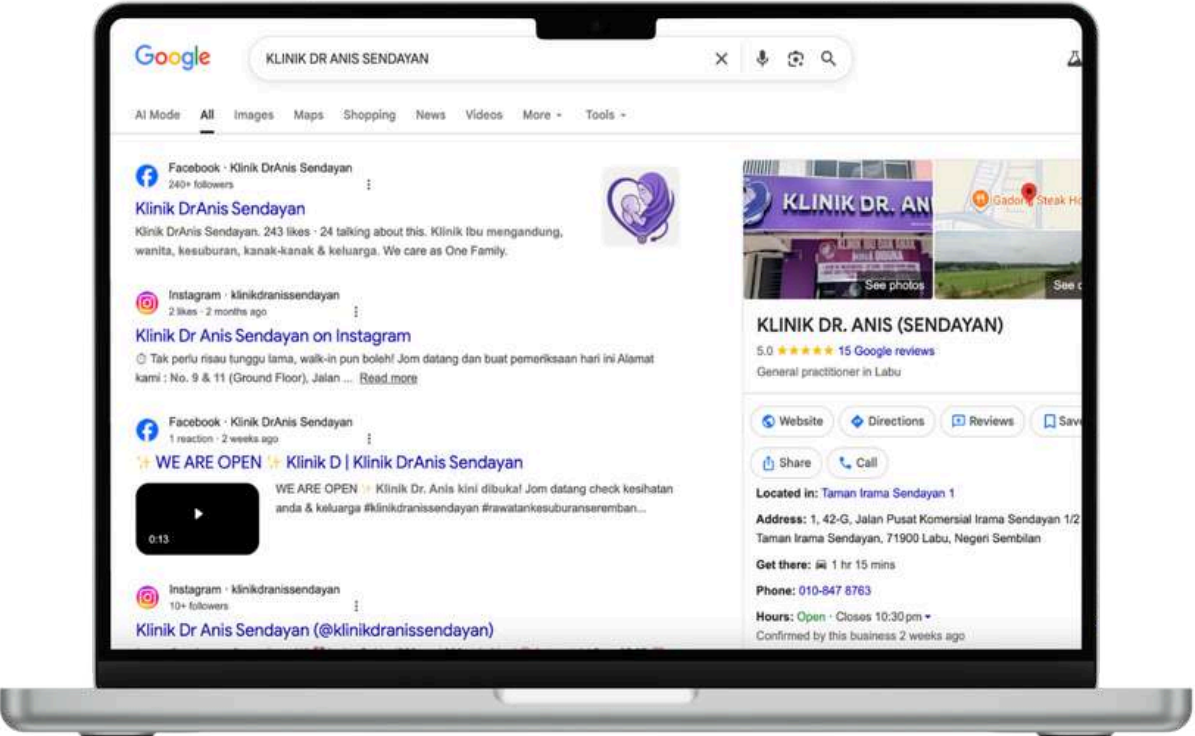 Google
KLINIK DR ANIS SENDAYAN
AI Mode All Images Maps Shopping News Videos More Tools
Facebook · Klinik DrAnis Sendayan
240+ followers
Klinik DrAnis Sendayan
Klinik DrAnis Sendayan. 243 likes · 24 talking about this. Klinik Ibu mengandung,
wanita, kesuburan, kanak-kanak & keluarga. We care as One Family.
Instagram · klinikdranissendayan
2 likes · 2 months ago
Klinik Dr Anis Sendayan on Instagram
⏱ Tak perlu risau tunggu lama, walk-in pun boleh! Jom datang dan buat pemeriksaan hari ini Alamat
kami : No. 9 & 11 (Ground Floor), Jalan ... Read more
Facebook · Klinik DrAnis Sendayan
1 reaction · 2 weeks ago
✨ WE ARE OPEN ✨ Klinik D | Klinik DrAnis Sendayan
WE ARE OPEN ✨ Klinik Dr. Anis kini dibuka! Jom datang check kesihatan
anda & keluarga #klinikdranissendayan #rawatankesuburanseremban...
0:13
Instagram · klinikdranissendayan
10+ followers
Klinik Dr Anis Sendayan (@klinikdranissendayan)
KLINIK DR. AN
KLINIK IBU DAN ANAK
DIBUKA
See photos
Gadong Steak Ho
See o
KLINIK DR. ANIS (SENDAYAN)
5.0 ★★★★★ 15 Google reviews
General practitioner in Labu
Website Directions Reviews Save
Share Call
Located in: Taman Irama Sendayan 1
Address: 1, 42-G, Jalan Pusat Komersial Irama Sendayan 1/2
Taman Irama Sendayan, 71900 Labu, Negeri Sembilan
Get there: 1 hr 15 mins
Phone: 010-847 8763
Hours: Open · Closes 10:30 pm
Confirmed by this business 2 weeks ago